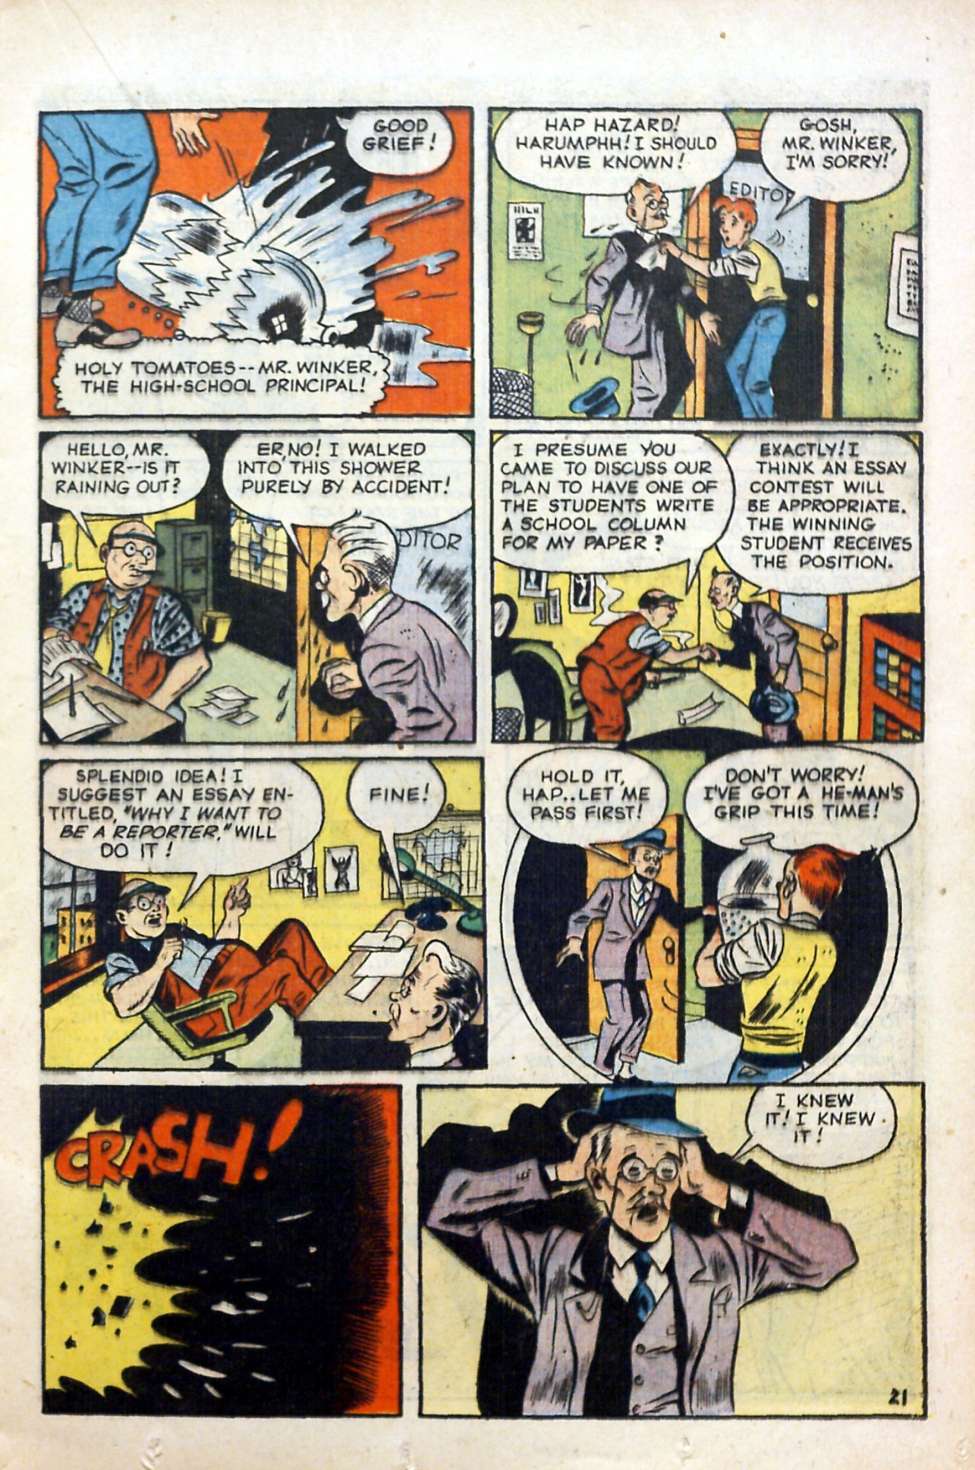 GOOD
GRIEF!
HOLY TOMATOES--MR. WINKER,
THE HIGH-SCHOOL PRINCIPAL!
HAP HAZARD!
HARUMPHH! I SHOULD
HAVE KNOWN!
GOSH,
MR. WINKER,
I'M SORRY!
EDITOR
HELLO, MR.
WINKER--IS IT
RAINING OUT?
ER, NO! I WALKED
INTO THIS SHOWER
PURELY BY ACCIDENT!
DITOR
I PRESUME YOU
CAME TO DISCUSS OUR
PLAN TO HAVE ONE OF
THE STUDENTS WRITE
A SCHOOL COLUMN
FOR MY PAPER?
EXACTLY! I
THINK AN ESSAY
CONTEST WILL
BE APPROPRIATE.
THE WINNING
STUDENT RECEIVES
THE POSITION.
SPLENDID IDEA! I
SUGGEST AN ESSAY EN-
TITLED, "WHY I WANT TO
BE A REPORTER," WILL
DO IT!
FINE!
HOLD IT,
HAP..LET ME
PASS FIRST!
DON'T WORRY!
I'VE GOT A HE-MAN'S
GRIP THIS TIME!
CRASH!
I KNEW
IT! I KNEW
IT!
21